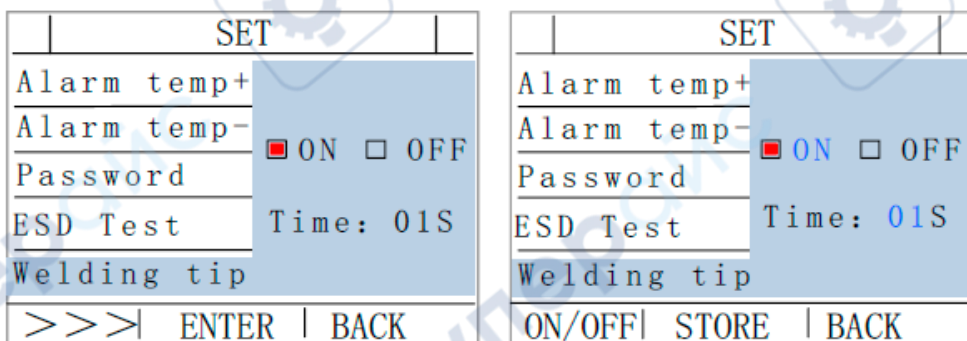 SET
Alarm temp+
Alarm temp-
ON OFF
Password
ESD Test
Time: 01S
Welding tip
>>> ENTER BACK
SET
Alarm temp+
Alarm temp-
ON OFF
Password
ESD Test
Time: 01S
Welding tip
ON/OFF STORE BACK